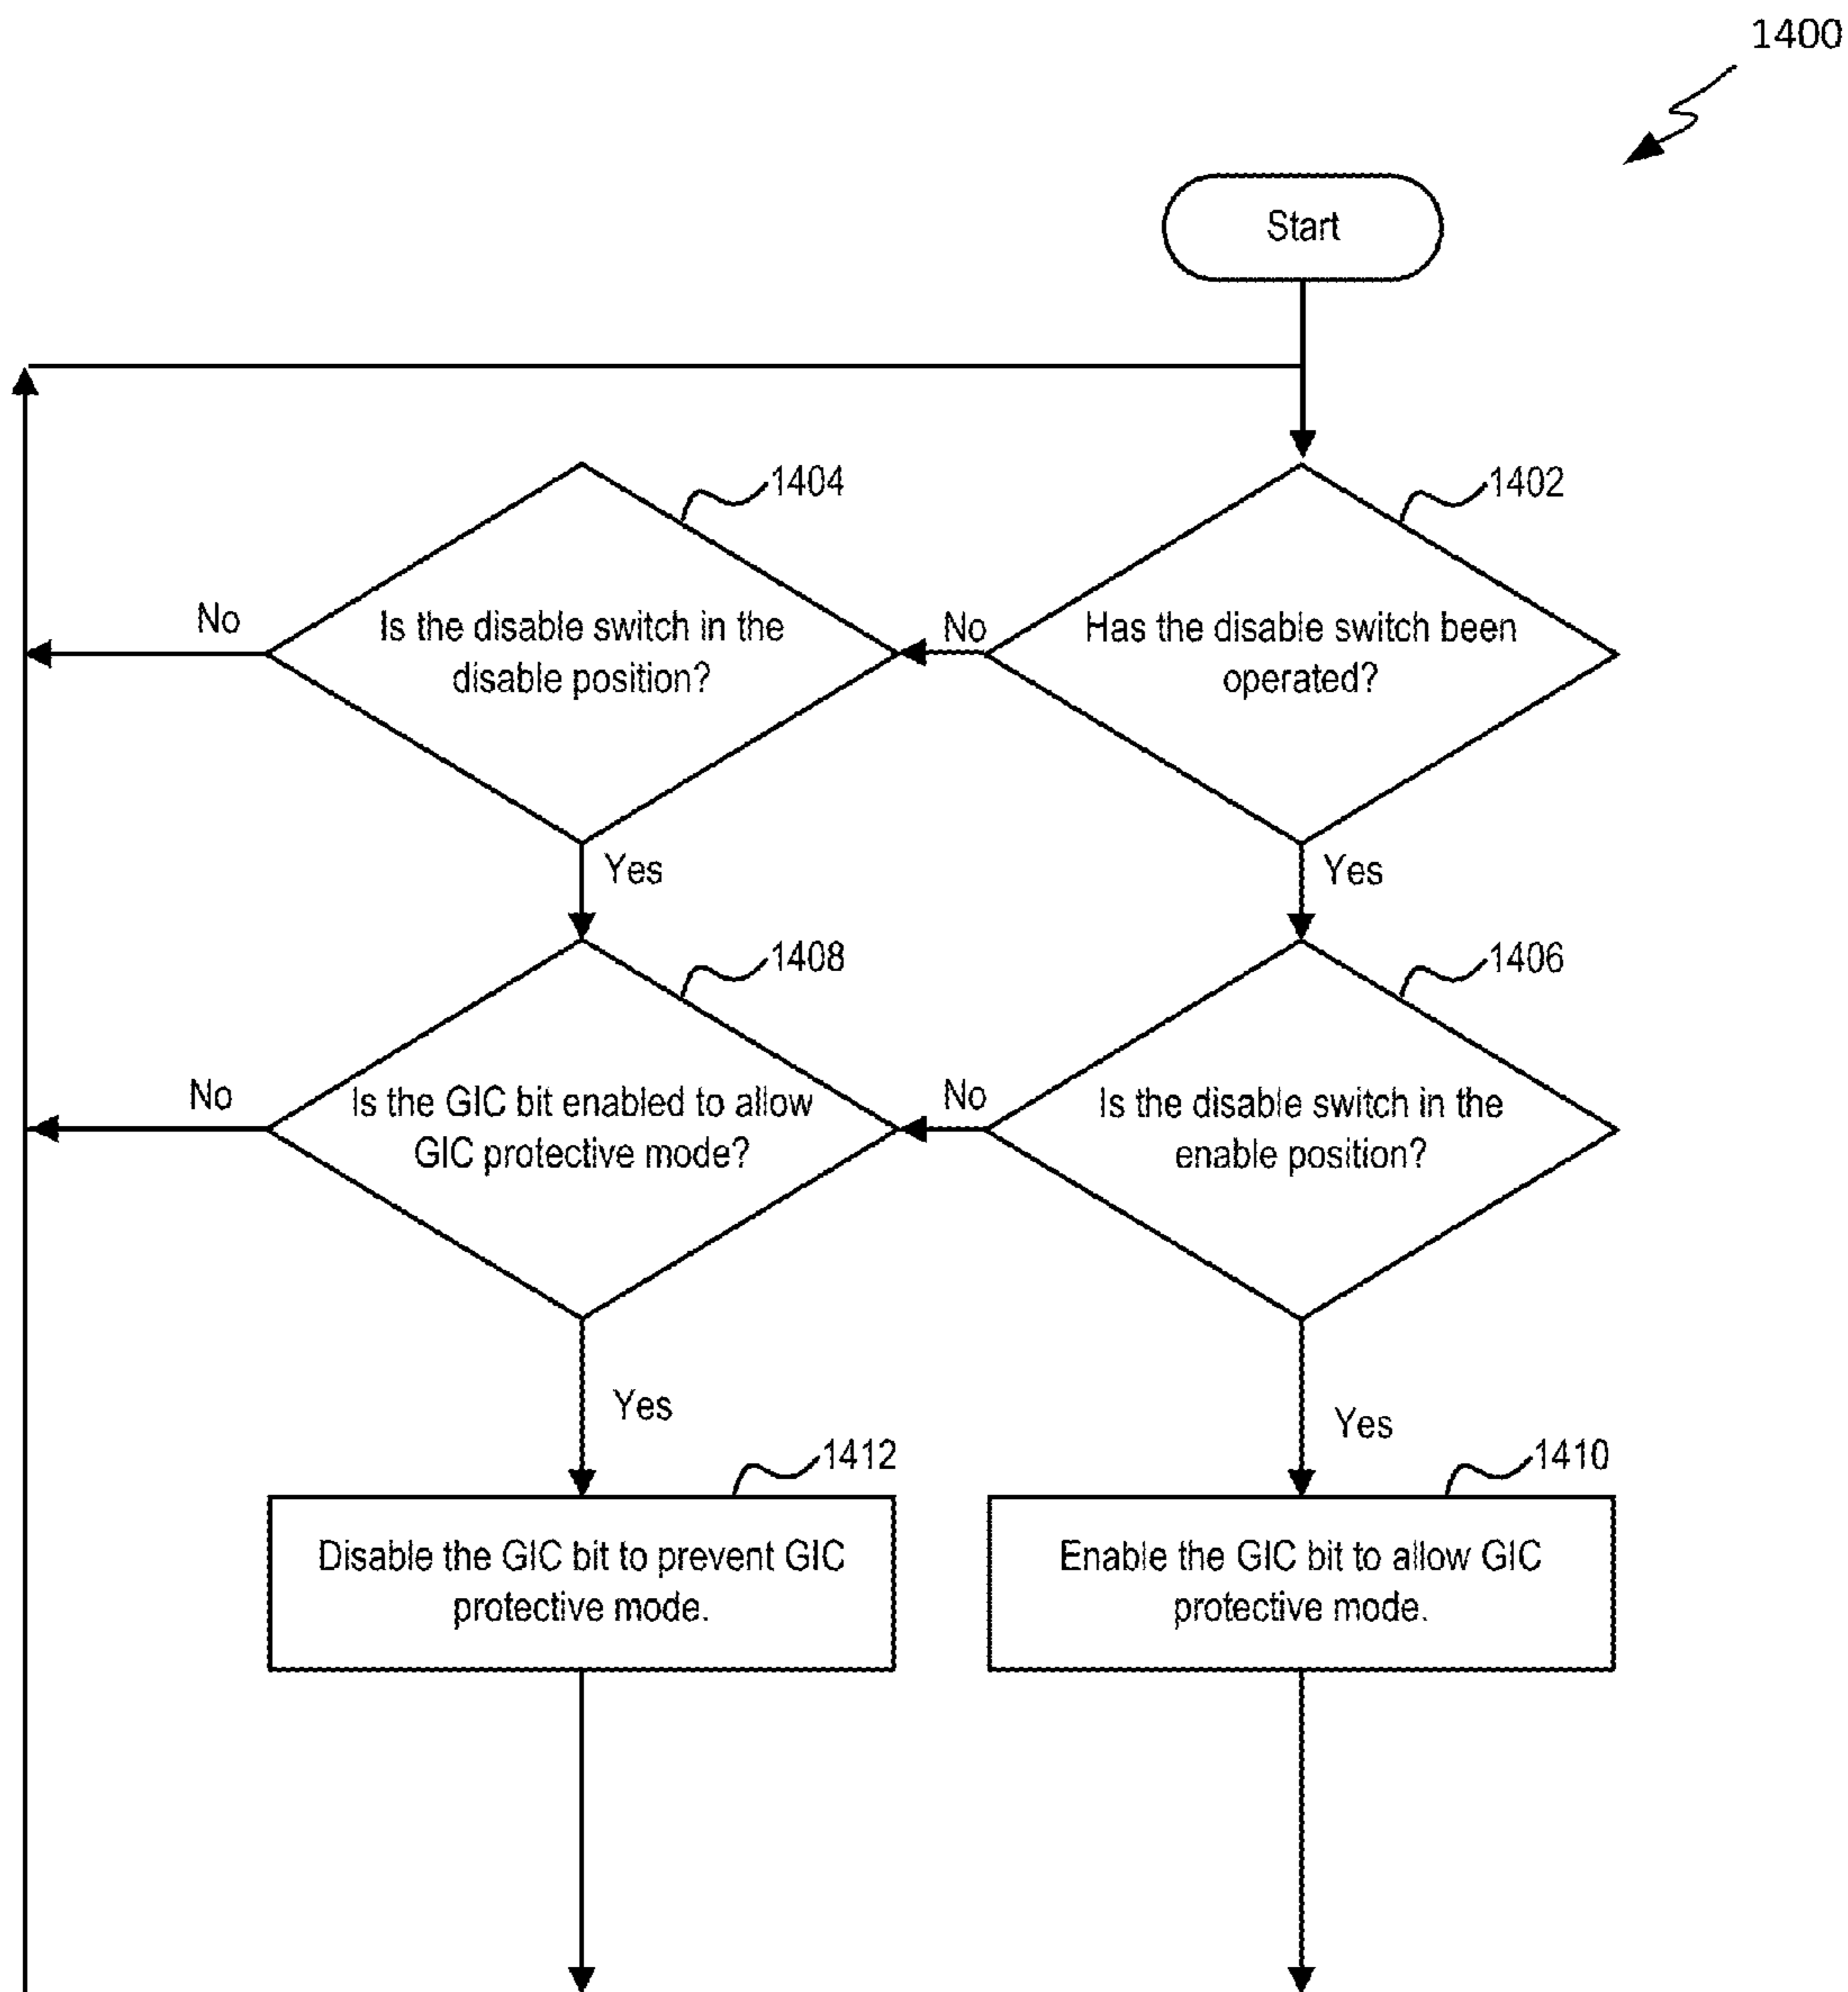 1400
Start
1404
1402
No
Is the disable switch in the
disable position?
No
Has the disable switch been
operated?
Yes
Yes
1408
1406
No
Is the GIC bit enabled to allow
GIC protective mode?
No
Is the disable switch in the
enable position?
Yes
Yes
1412
1410
Disable the GIC bit to prevent GIC
protective mode.
Enable the GIC bit to allow GIC
protective mode.